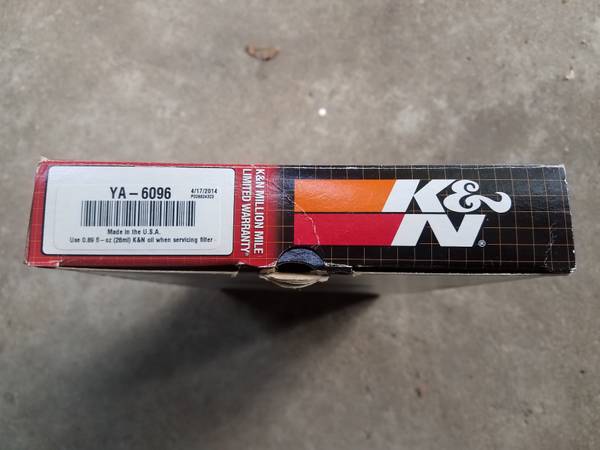 YA-6096
4/17/2014
Made in the U.S.A.
Use 0.89 fl-oz (26ml) K&N oil when servicing filter
K&N MILLION MILE
LIMITED WARRANTY®
K&
N®